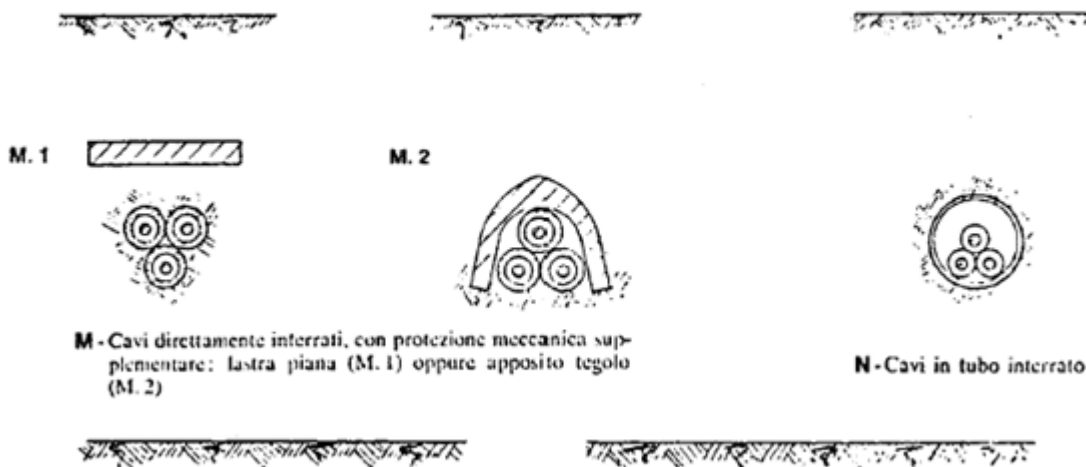 M. 1
M. 2
M - Cavi direttamente interrati, con protezione meccanica sup-
plementare: lastra piana (M. 1) oppure apposito tegolo
(M. 2)
N - Cavi in tubo interrato